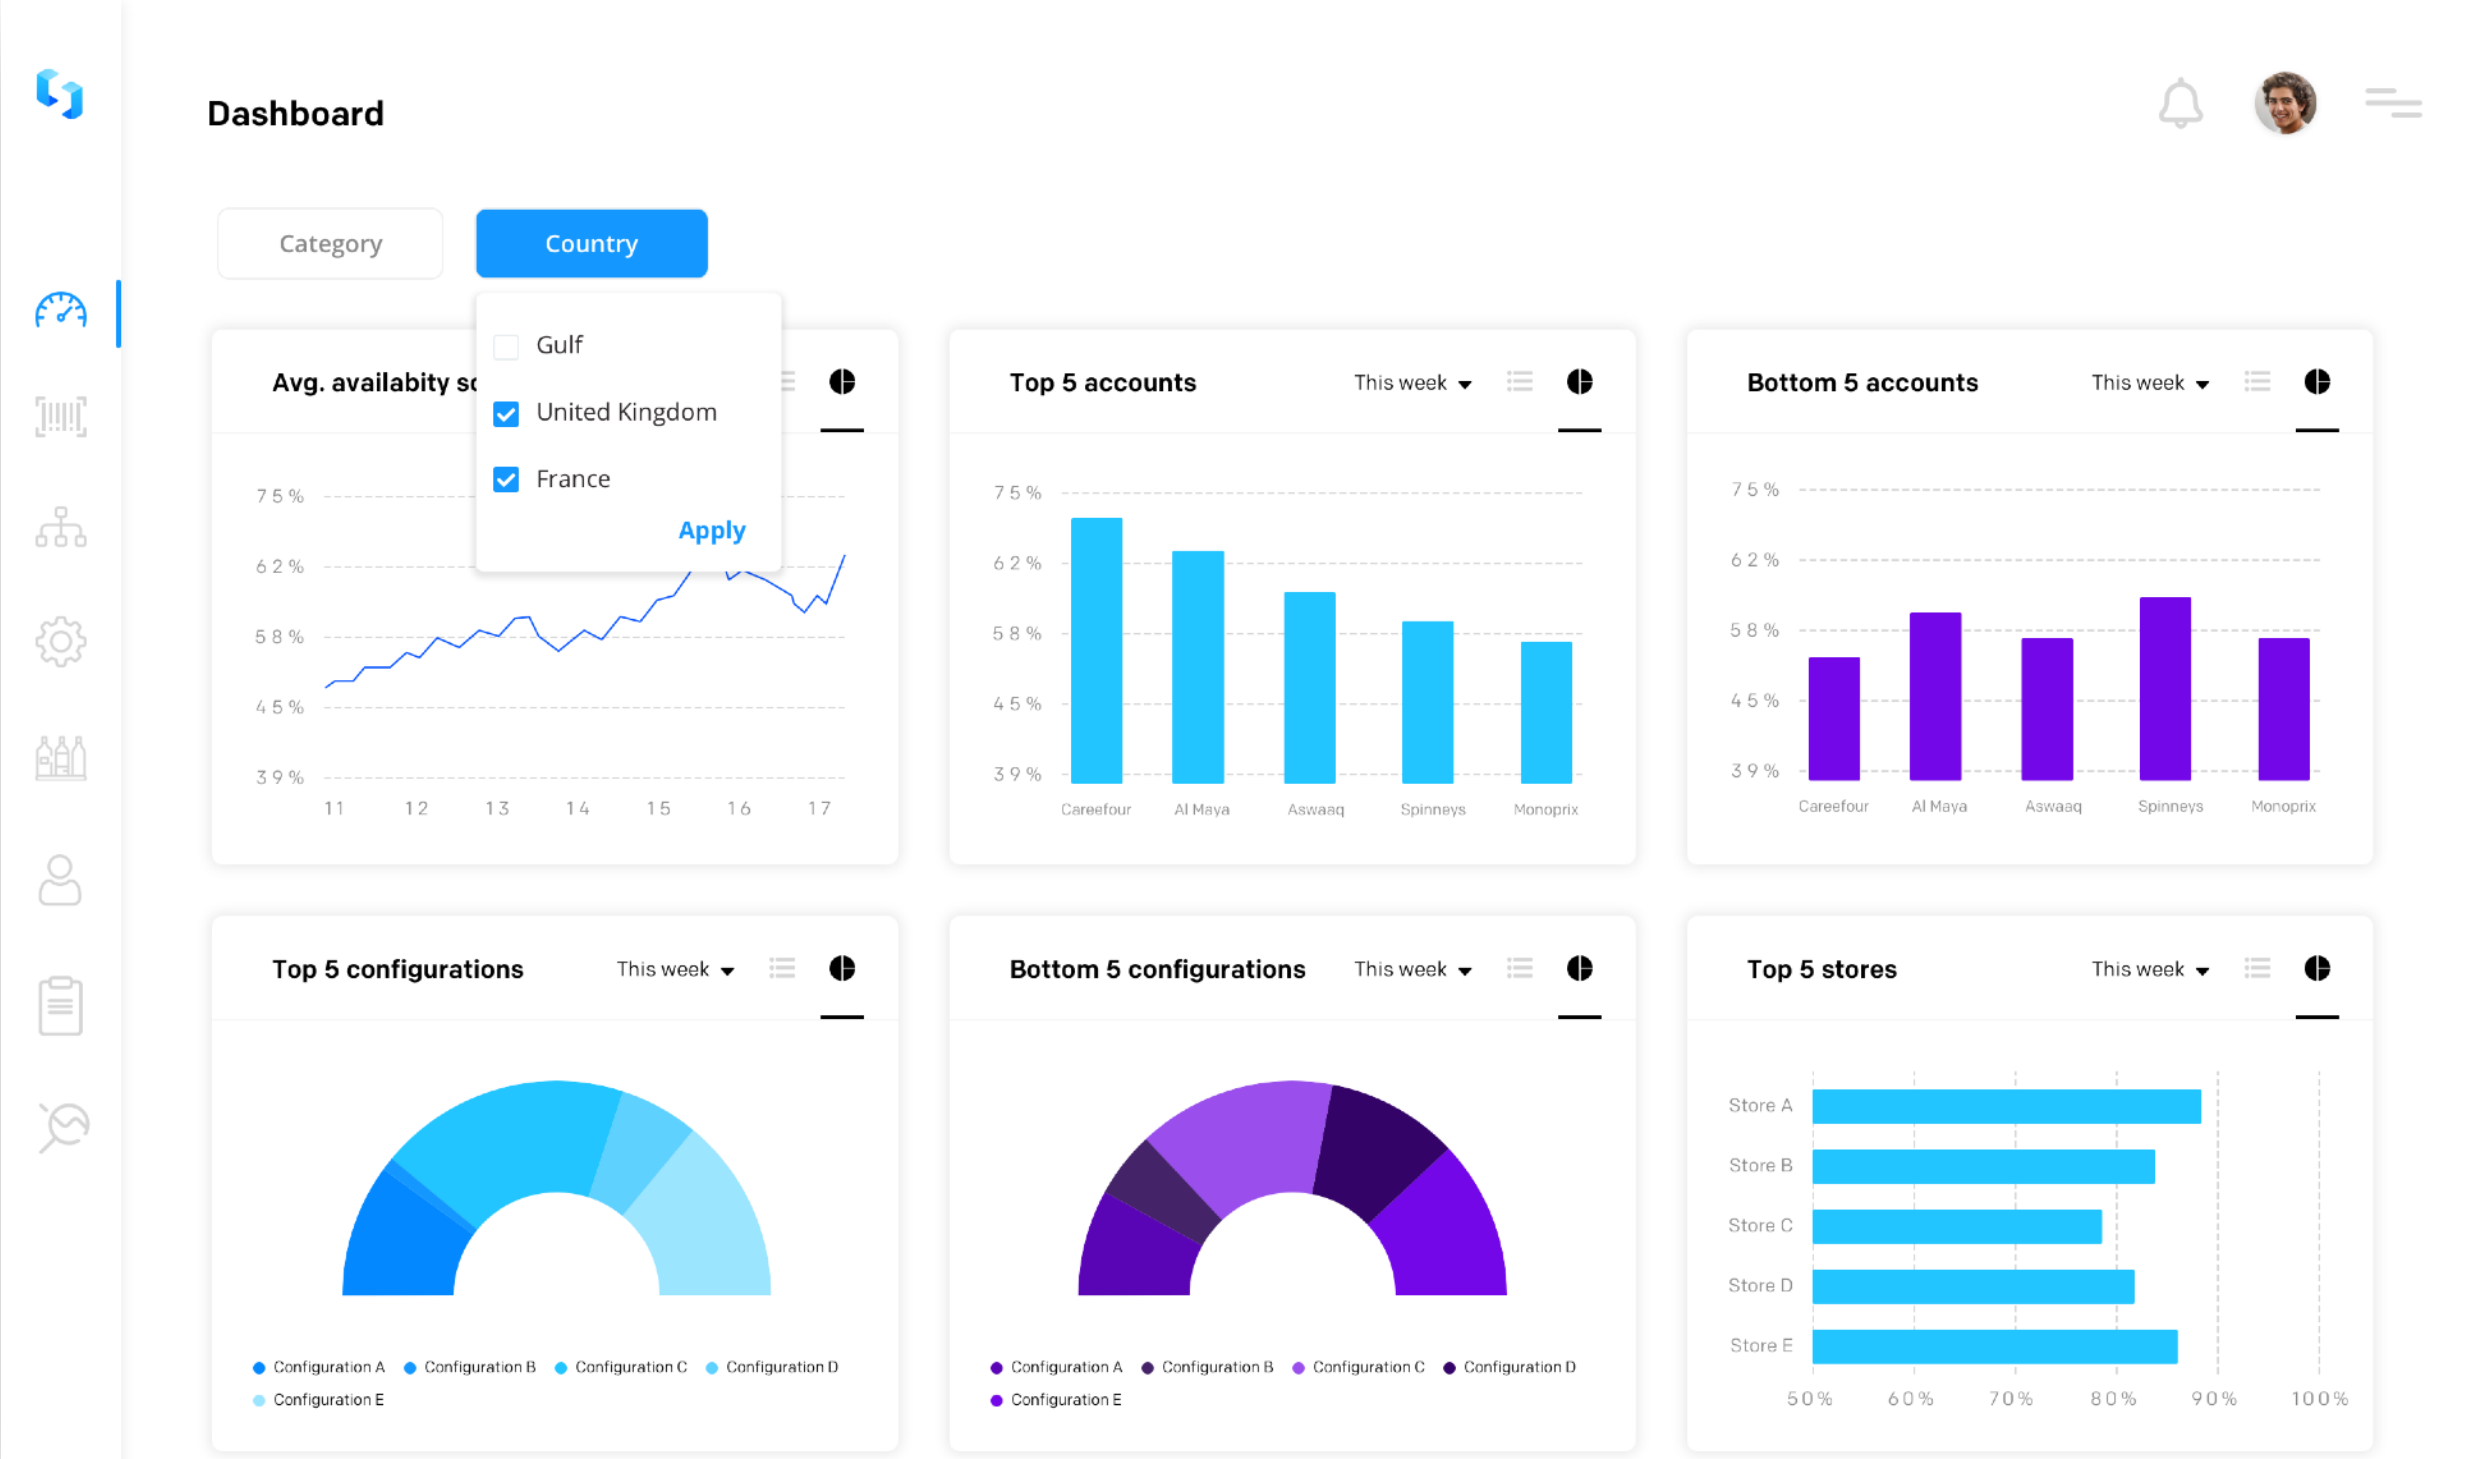 Dashboard
Category
Country
Gulf
United Kingdom
France
Apply
Avg. availabity
75%
62%
58%
45%
39%
11 12 13 14 15 16 17
Top 5 accounts This week
75%
62%
58%
45%
39%
Careefour Al Maya Aswaaq Spinneys Monoprix
Bottom 5 accounts This week
75%
62%
58%
45%
39%
Careefour Al Maya Aswaaq Spinneys Monoprix
Top 5 configurations This week
Configuration A Configuration B Configuration C Configuration D
Configuration E
Bottom 5 configurations This week
Configuration A Configuration B Configuration C Configuration D
Configuration E
Top 5 stores This week
Store A
Store B
Store C
Store D
Store E
50% 60% 70% 80% 90% 100%